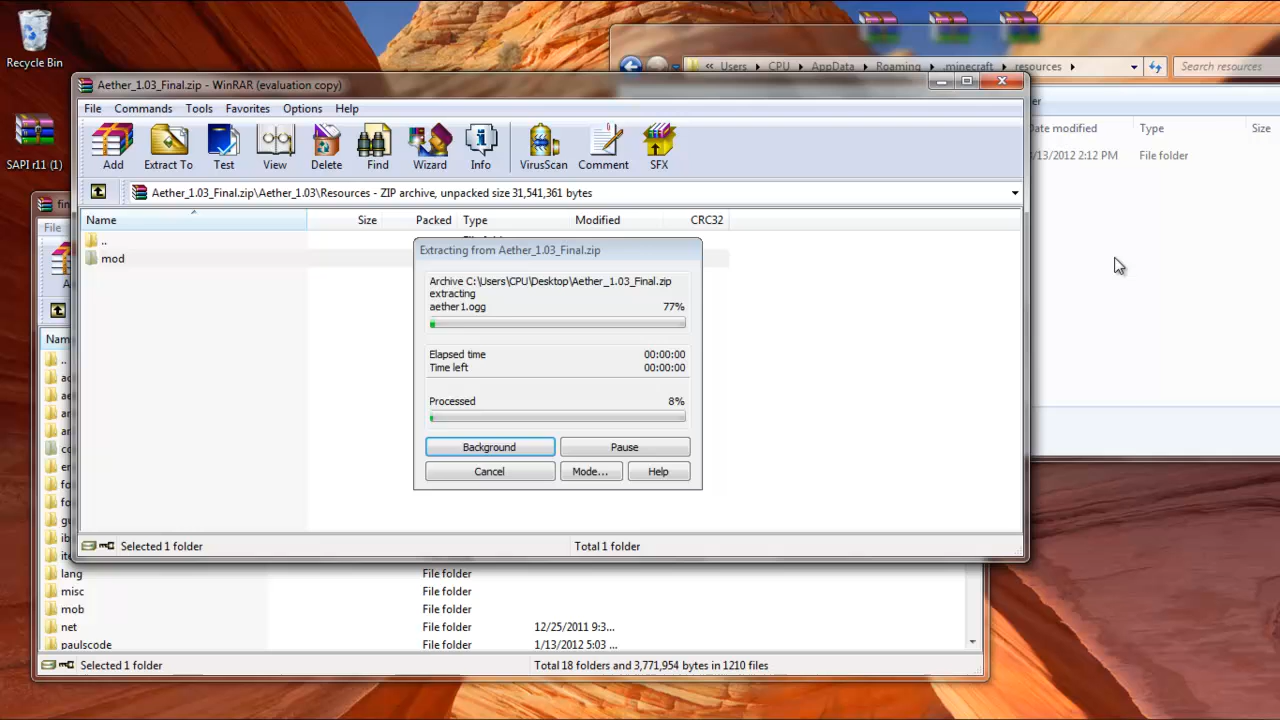 Recycle Bin
SAPI r11 (1)
« Users CPU AppData Roaming .minecraft resources
Search resources
Date modified Type Size
/13/2012 2:12 PM File folder
Aether_1.03_Final.zip - WinRAR (evaluation copy)
File Commands Tools Favorites Options Help
Add Extract To Test View Delete Find Wizard Info VirusScan Comment SFX
Aether_1.03_Final.zip\Aether_1.03\Resources - ZIP archive, unpacked size 31,541,361 bytes
Name Size Packed Type Modified CRC32
..
mod
Extracting from Aether_1.03_Final.zip
Archive C:\Users\CPU\Desktop\Aether_1.03_Final.zip
extracting
aether1.ogg 77%
Elapsed time 00:00:00
Time left 00:00:00
Processed 8%
Background Pause
Cancel Mode... Help
Selected 1 folder Total 1 folder
File
..
lang File folder
misc File folder
mob File folder
net File folder 12/25/2011 9:3...
paulscode File folder 1/13/2012 5:03 ...
Selected 1 folder Total 18 folders and 3,771,954 bytes in 1210 files